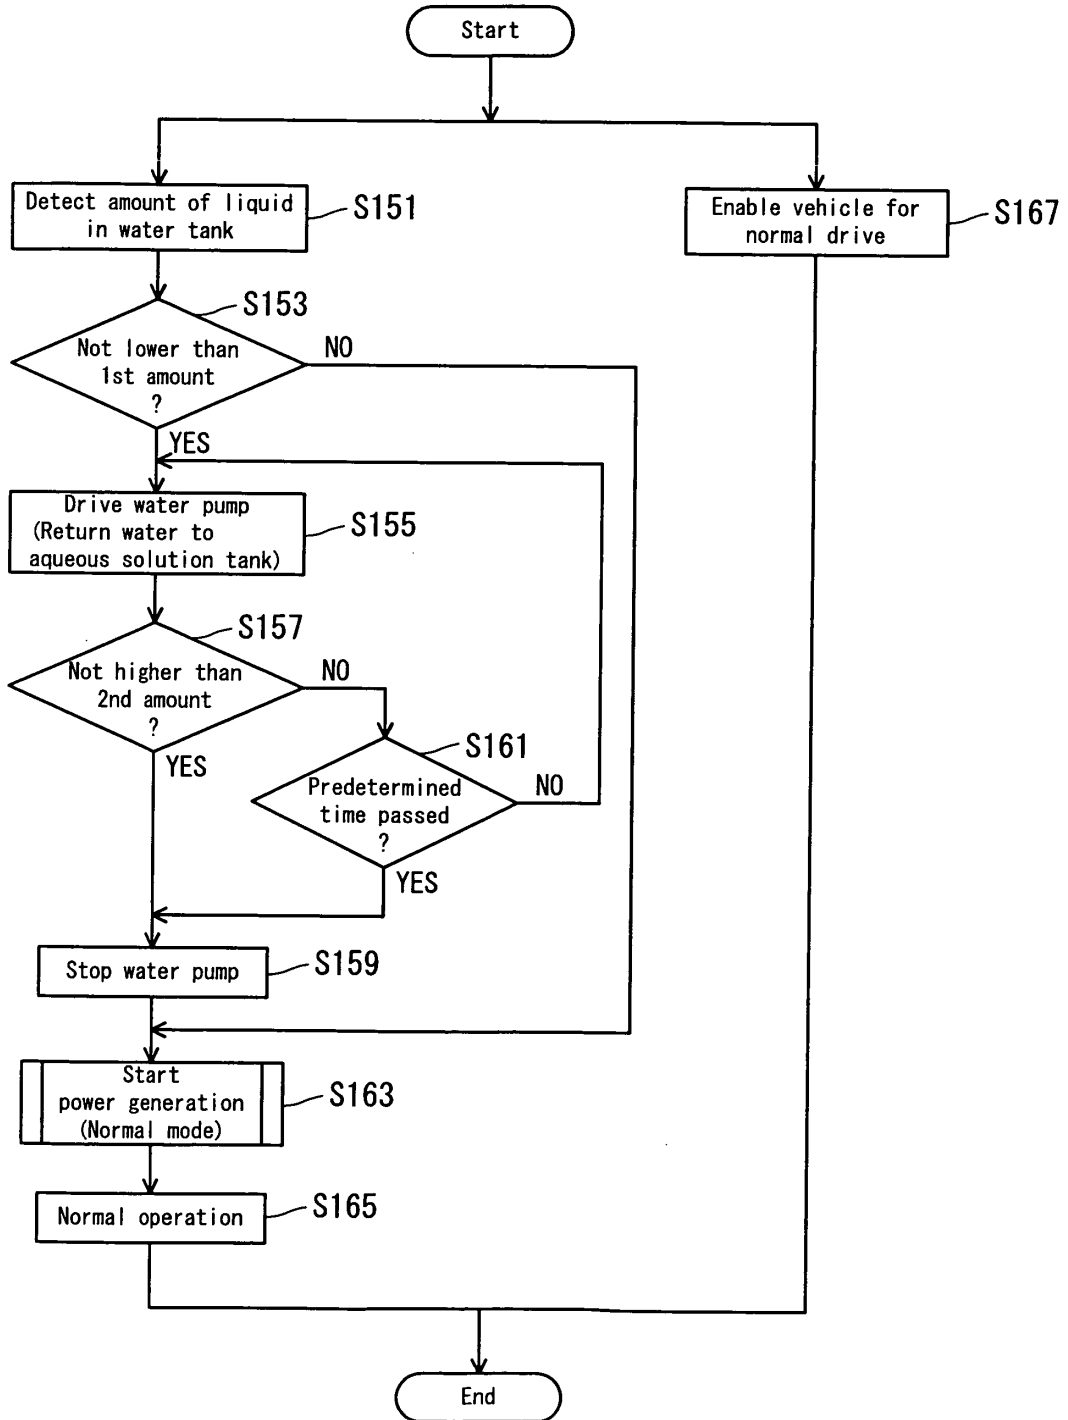 Start
Detect amount of liquid
in water tank
S151
Enable vehicle for
normal drive
S167
S153
Not lower than
1st amount
?
NO
YES
Drive water pump
(Return water to
aqueous solution tank)
S155
S157
Not higher than
2nd amount
?
NO
YES
S161
Predetermined
time passed
?
NO
YES
Stop water pump
S159
Start
power generation
(Normal mode)
S163
Normal operation
S165
End